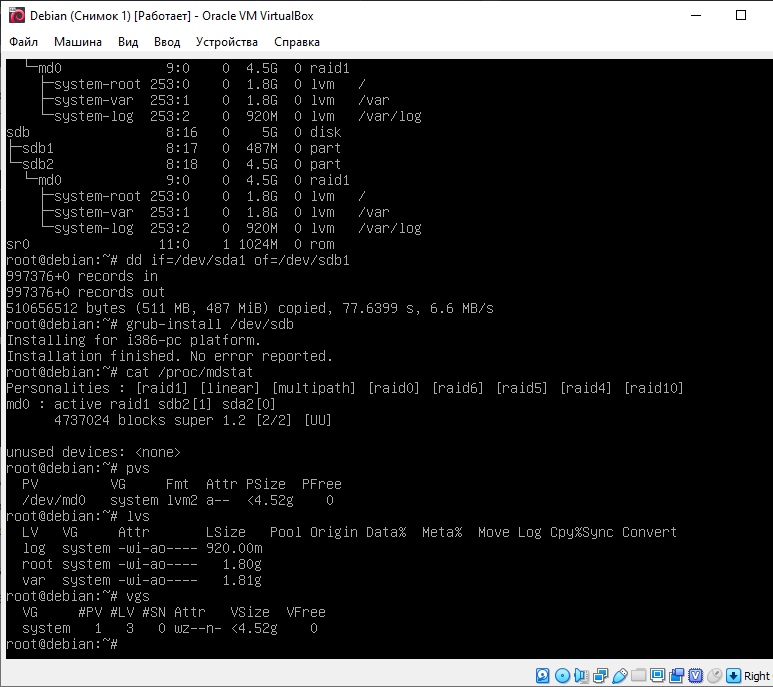 Debian (Снимок 1) [Работает] - Oracle VM VirtualBox
Файл Машина Вид Ввод Устройства Справка
  └─md0             9:0    0  4.5G  0 raid1
    ├─system-root 253:0    0  1.8G  0 lvm   /
    ├─system-var  253:1    0  1.8G  0 lvm   /var
    └─system-log  253:2    0  920M  0 lvm   /var/log
sdb                 8:16   0    5G  0 disk
├─sdb1              8:17   0  487M  0 part
└─sdb2              8:18   0  4.5G  0 part
  └─md0             9:0    0  4.5G  0 raid1
    ├─system-root 253:0    0  1.8G  0 lvm   /
    ├─system-var  253:1    0  1.8G  0 lvm   /var
    └─system-log  253:2    0  920M  0 lvm   /var/log
sr0                11:0    1 1024M  0 rom
root@debian:~# dd if=/dev/sda1 of=/dev/sdb1
997376+0 records in
997376+0 records out
510656512 bytes (511 MB, 487 MiB) copied, 77.6399 s, 6.6 MB/s
root@debian:~# grub-install /dev/sdb
Installing for i386-pc platform.
Installation finished. No error reported.
root@debian:~# cat /proc/mdstat
Personalities : [raid1] [linear] [multipath] [raid0] [raid6] [raid5] [raid4] [raid10]
md0 : active raid1 sdb2[1] sda2[0]
      4737024 blocks super 1.2 [2/2] [UU]

unused devices: <none>
root@debian:~# pvs
  PV         VG     Fmt  Attr PSize  PFree
  /dev/md0   system lvm2 a--  <4.52g     0
root@debian:~# lvs
  LV   VG     Attr       LSize   Pool Origin Data%  Meta%  Move Log Cpy%Sync Convert
  log  system -wi-ao---- 920.00m
  root system -wi-ao----   1.80g
  var  system -wi-ao----   1.81g
root@debian:~# vgs
  VG     #PV #LV #SN Attr   VSize  VFree
  system   1   3   0 wz--n- <4.52g     0
root@debian:~#
Right